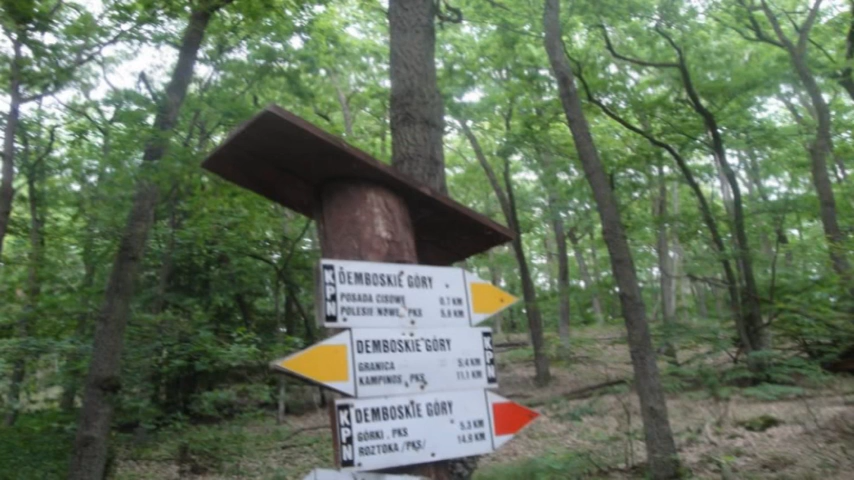 KPN
DEMBOSKIE GÓRY
POSADA CISOWE 0,7 KM
POLESIE NOWE, PKS 5,6 KM
DEMBOSKIE GÓRY
KPN
GRANICA 5,4 KM
KAMPINOS, PKS 11,1 KM
KPN
DEMBOSKIE GÓRY
GÓRKI, PKS 5,3 KM
ROZTOKA /PKS/ 14,9 KM